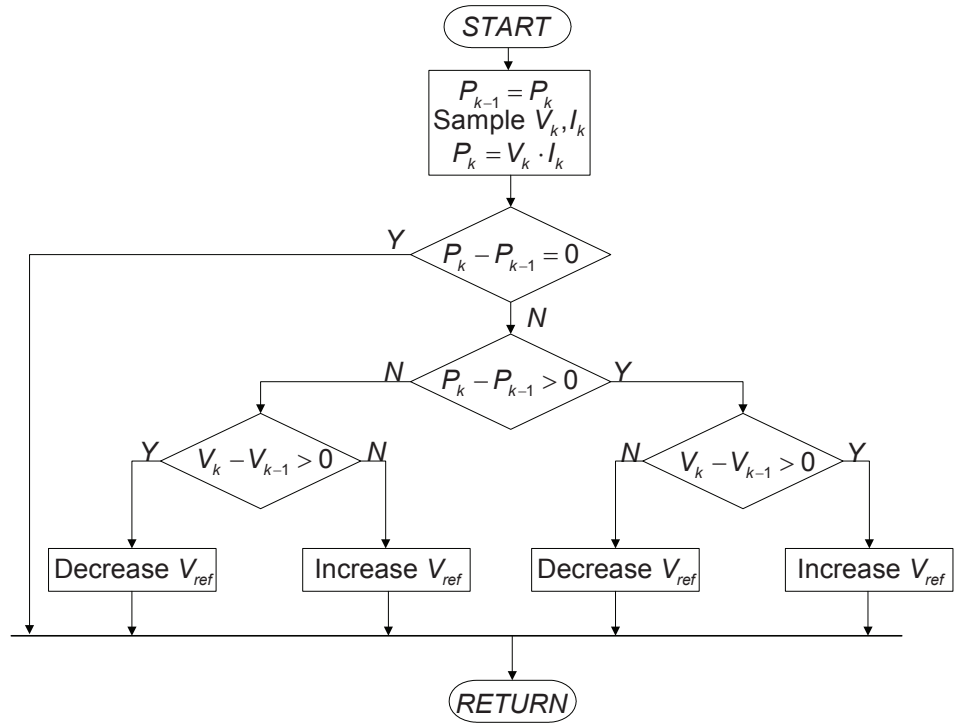 START
P_{k−1} = P_k
Sample V_k, I_k
P_k = V_k · I_k
Y
P_k − P_{k−1} = 0
N
N
P_k − P_{k−1} > 0
Y
Y
V_k − V_{k−1} > 0
N
N
V_k − V_{k−1} > 0
Y
Decrease V_ref
Increase V_ref
Decrease V_ref
Increase V_ref
RETURN